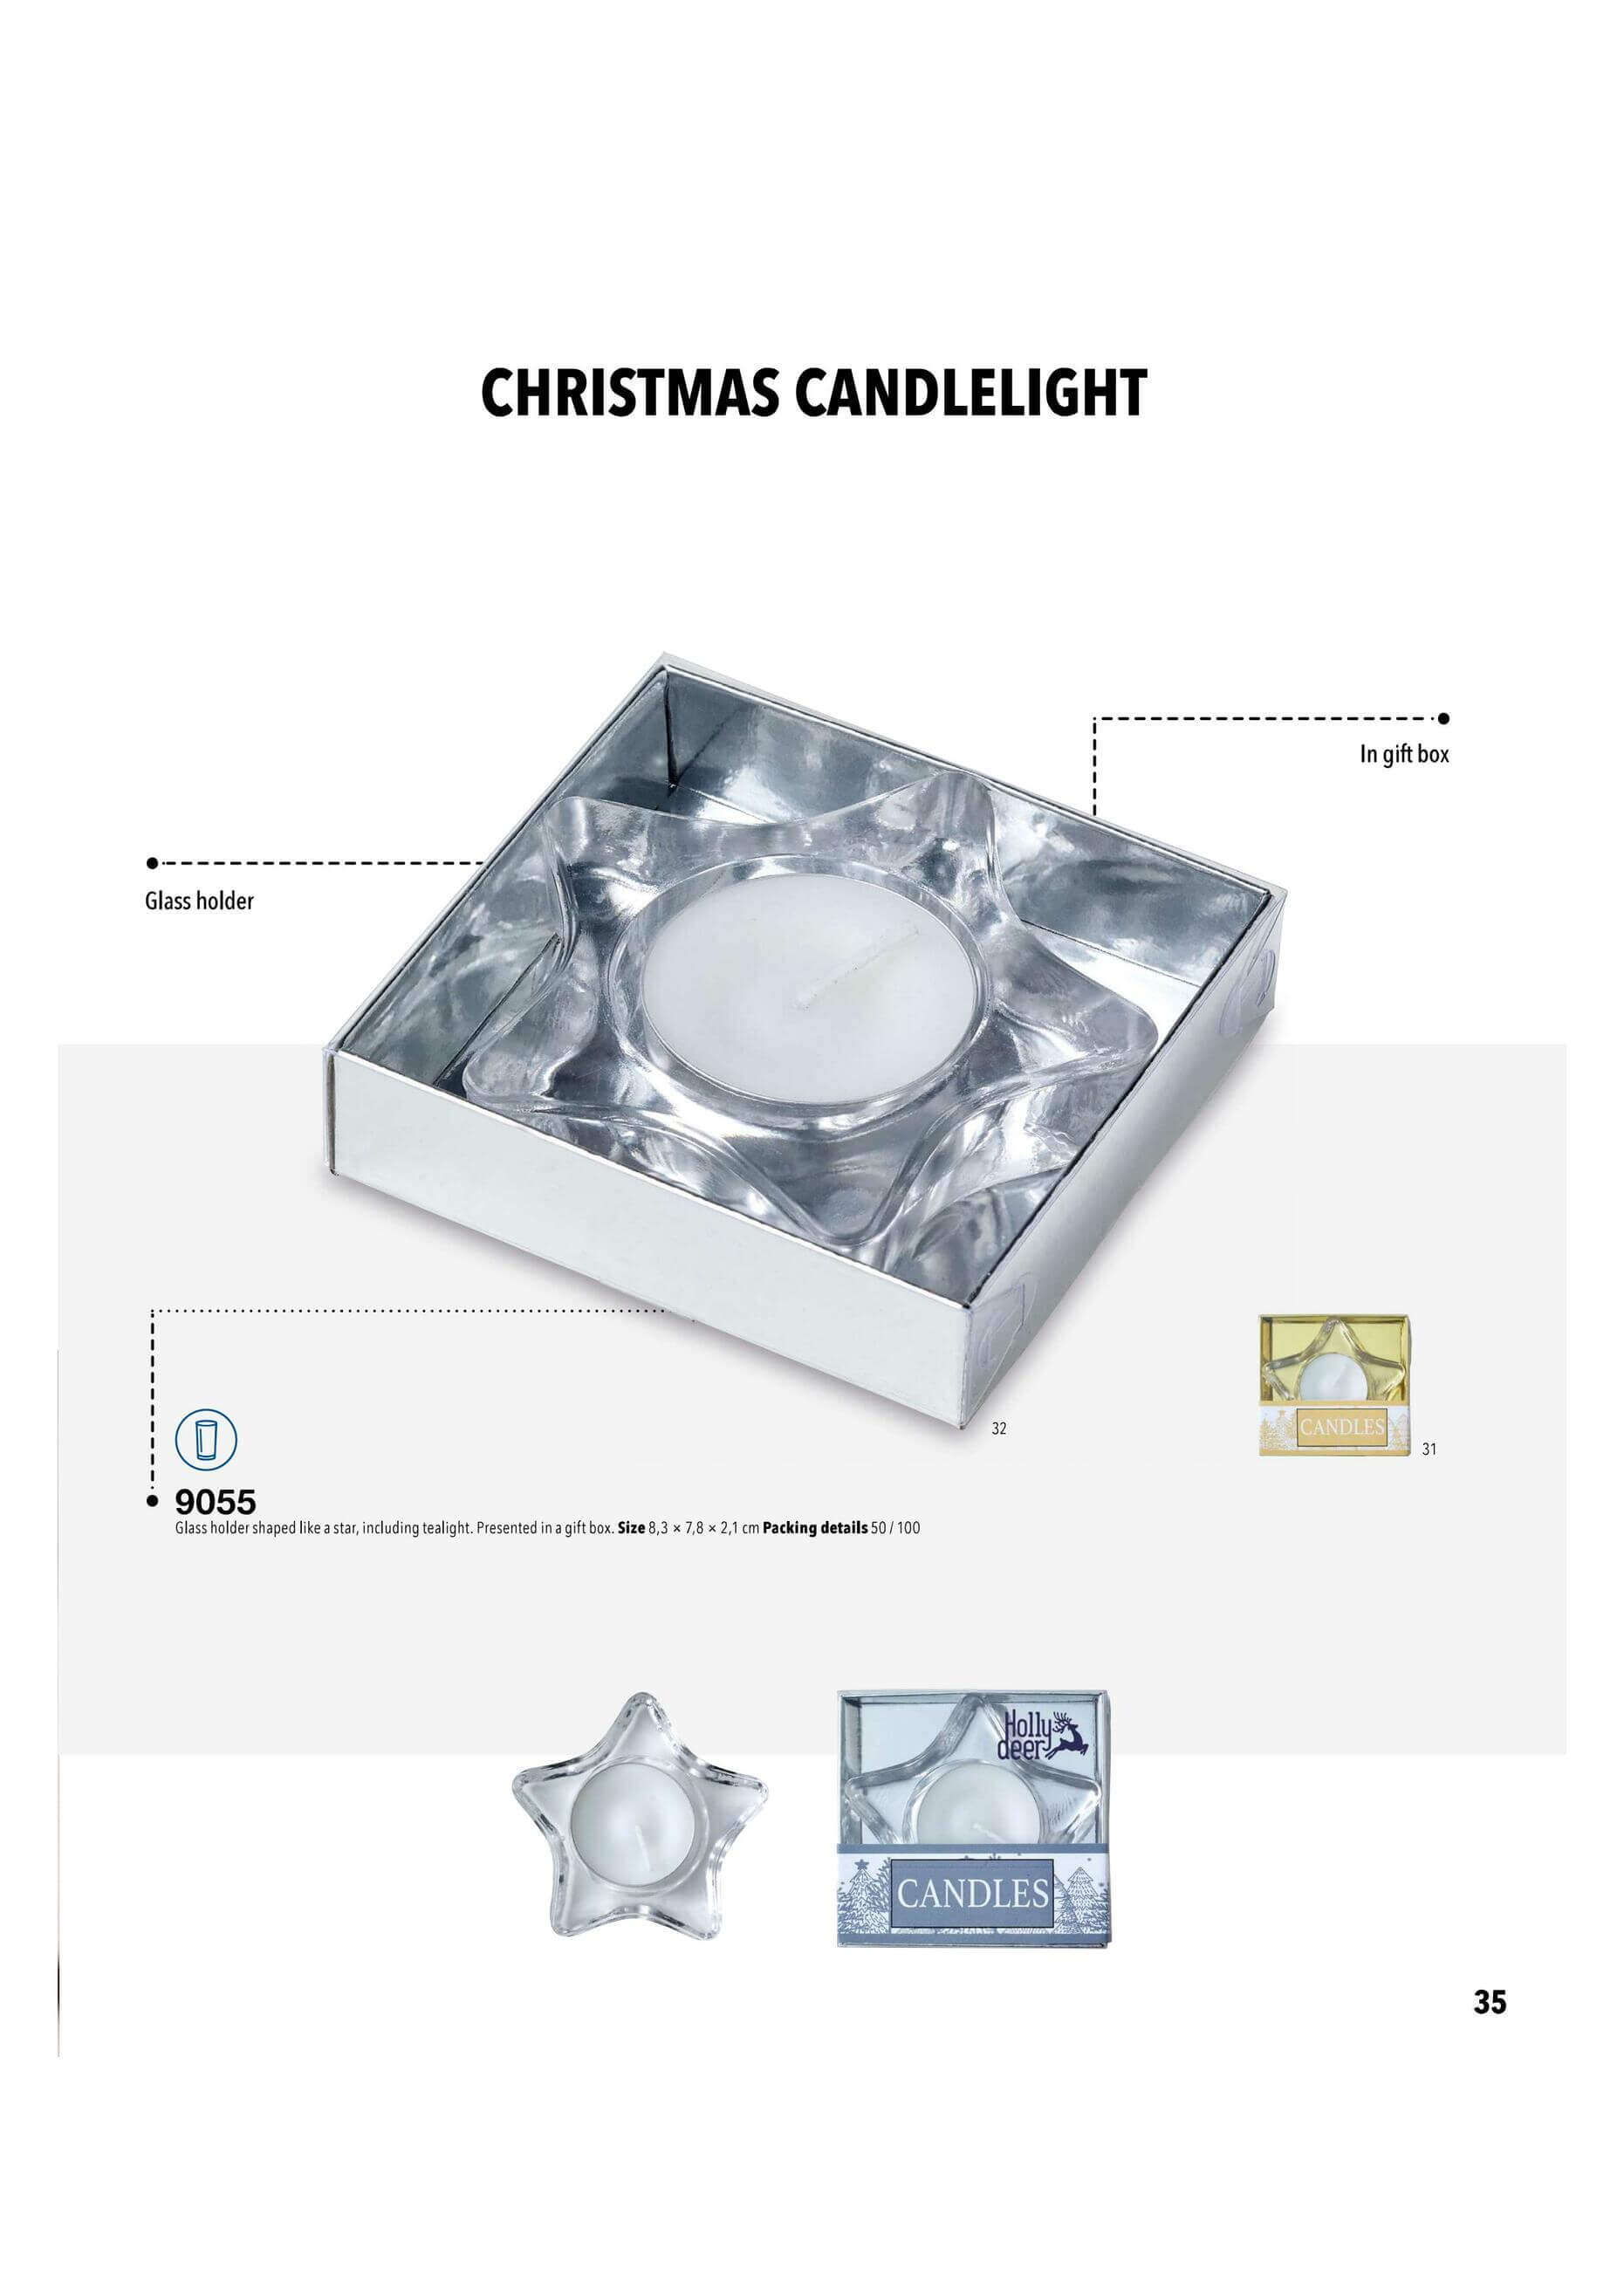 CHRISTMAS CANDLELIGHT
In gift box
Glass holder
32
CANDLES
31
9055
Glass holder shaped like a star, including tealight. Presented in a gift box. Size 8,3 × 7,8 × 2,1 cm Packing details 50 / 100
Holly
deer
CANDLES
35